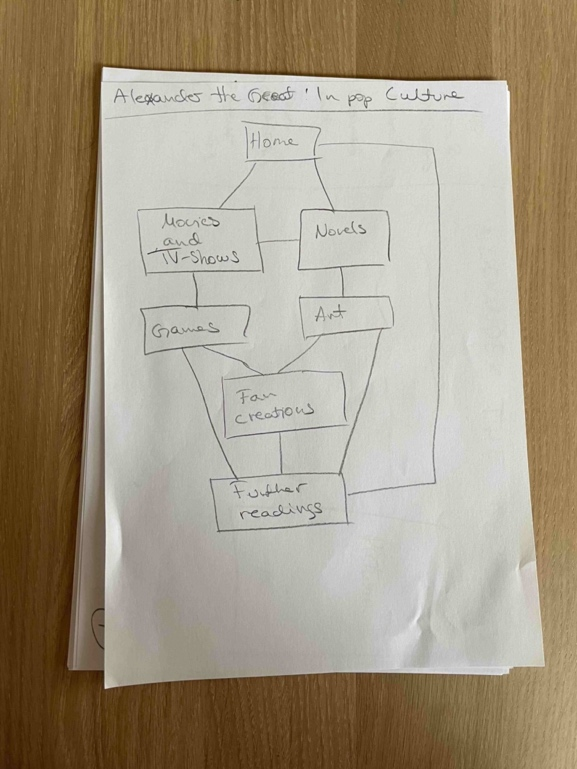 Alexander the Great 'In pop Culture
Home
Movies
and
TV-Shows
Novels
Games
Art
Fan
creations
Further
readings